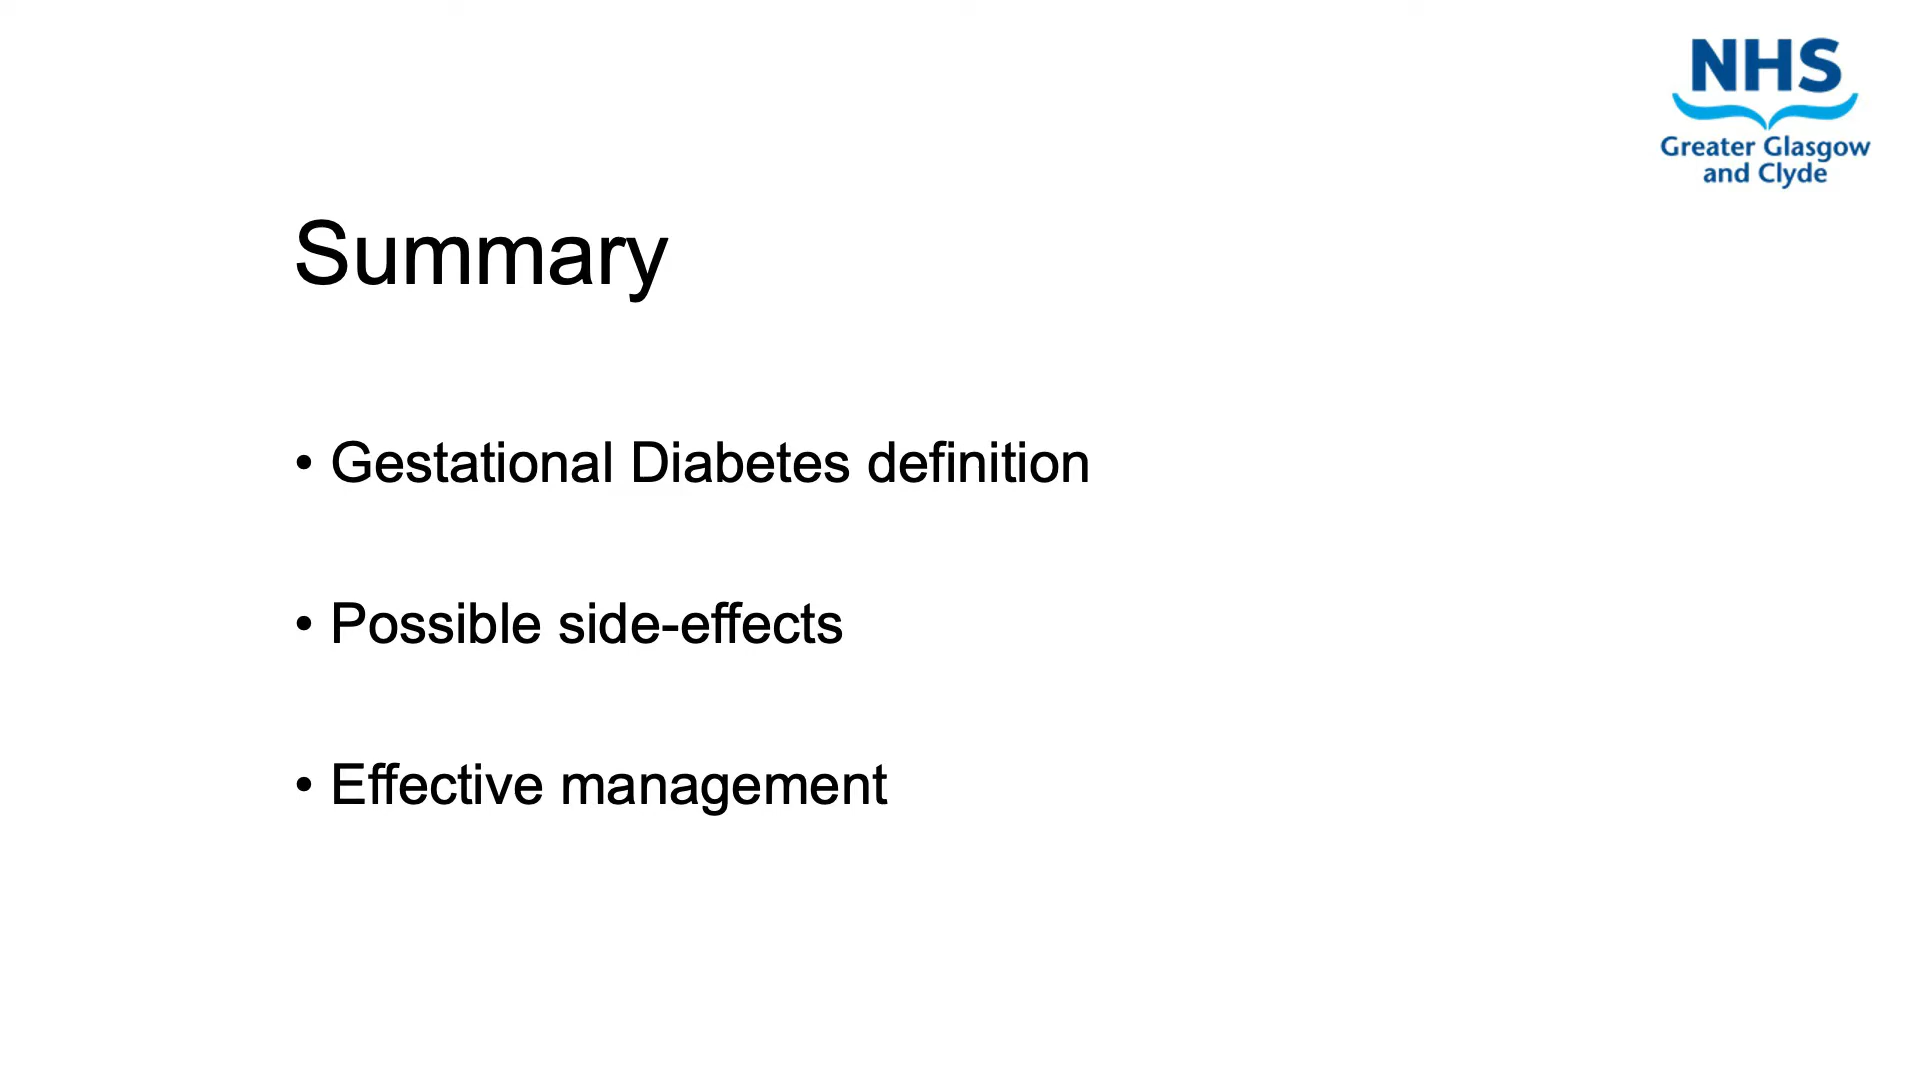 NHS
Greater Glasgow
and Clyde
Summary
• Gestational Diabetes definition
• Possible side-effects
• Effective management